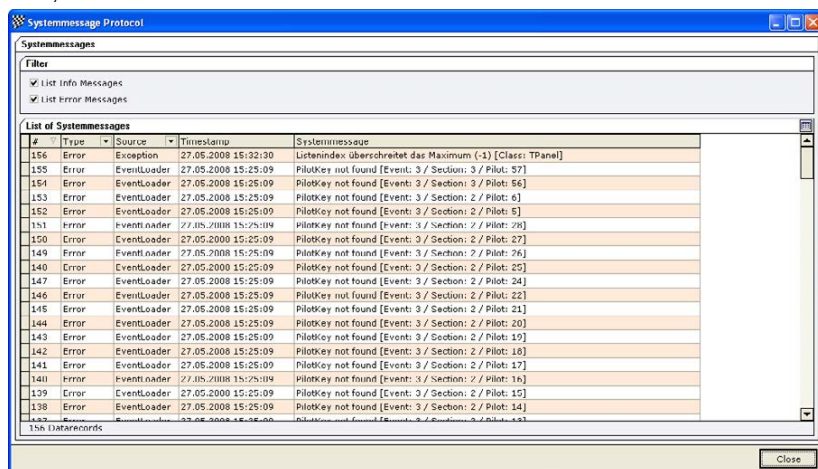 Systemmessage Protocol
Systemmessages
Filter
List Info Messages
List Error Messages
List of Systemmessages
# Type Source Timestamp Systemmessage
156 Error Exception 27.05.2008 15:32:30 Listenindex überschreitet das Maximum (-1) [Class: TPanel]
155 Error EventLoader 27.05.2008 15:25:09 PilotKey not found [Event: 3 / Section: 3 / Pilot: 57]
154 Error EventLoader 27.05.2008 15:25:09 PilotKey not found [Event: 3 / Section: 3 / Pilot: 56]
153 Error EventLoader 27.05.2008 15:25:09 PilotKey not found [Event: 3 / Section: 2 / Pilot: 6]
152 Error EventLoader 27.05.2008 15:25:09 PilotKey not found [Event: 3 / Section: 2 / Pilot: 5]
151 Error EventLoader 27.05.2008 15:25:09 PilotKey not found [Event: 3 / Section: 2 / Pilot: 28]
150 Error EventLoader 27.05.2008 15:25:09 PilotKey not found [Event: 3 / Section: 2 / Pilot: 27]
149 Error EventLoader 27.05.2008 15:25:09 PilotKey not found [Event: 3 / Section: 2 / Pilot: 26]
148 Error EventLoader 27.05.2008 15:25:09 PilotKey not found [Event: 3 / Section: 2 / Pilot: 25]
147 Error EventLoader 27.05.2008 15:25:09 PilotKey not found [Event: 3 / Section: 2 / Pilot: 24]
146 Error EventLoader 27.05.2008 15:25:09 PilotKey not found [Event: 3 / Section: 2 / Pilot: 22]
145 Error EventLoader 27.05.2008 15:25:09 PilotKey not found [Event: 3 / Section: 2 / Pilot: 21]
144 Error EventLoader 27.05.2008 15:25:09 PilotKey not found [Event: 3 / Section: 2 / Pilot: 20]
143 Error EventLoader 27.05.2008 15:25:09 PilotKey not found [Event: 3 / Section: 2 / Pilot: 19]
142 Error EventLoader 27.05.2008 15:25:09 PilotKey not found [Event: 3 / Section: 2 / Pilot: 18]
141 Error EventLoader 27.05.2008 15:25:09 PilotKey not found [Event: 3 / Section: 2 / Pilot: 17]
140 Error EventLoader 27.05.2008 15:25:09 PilotKey not found [Event: 3 / Section: 2 / Pilot: 16]
139 Error EventLoader 27.05.2008 15:25:09 PilotKey not found [Event: 3 / Section: 2 / Pilot: 15]
138 Error EventLoader 27.05.2008 15:25:09 PilotKey not found [Event: 3 / Section: 2 / Pilot: 14]
156 Datarecords
Close